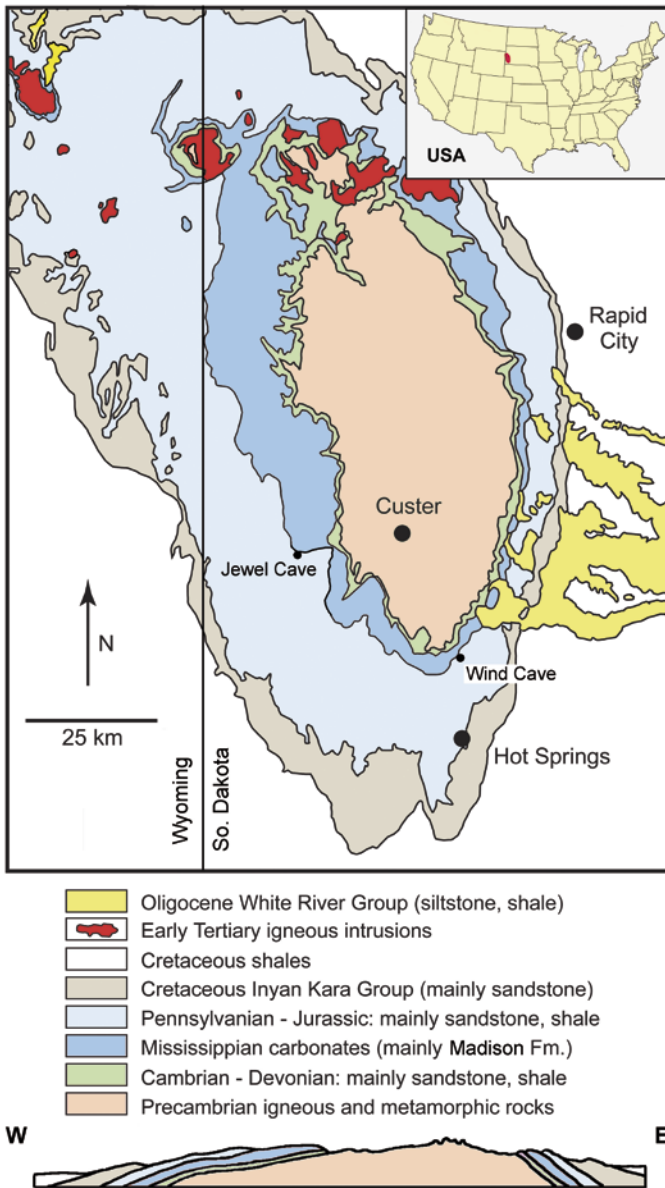 USA
Rapid
City
Custer
Jewel Cave
N
Wind Cave
25 km
Hot Springs
Wyoming
So. Dakota
Oligocene White River Group (siltstone, shale)
Early Tertiary igneous intrusions
Cretaceous shales
Cretaceous Inyan Kara Group (mainly sandstone)
Pennsylvanian - Jurassic: mainly sandstone, shale
Mississippian carbonates (mainly Madison Fm.)
Cambrian - Devonian: mainly sandstone, shale
Precambrian igneous and metamorphic rocks
W
E